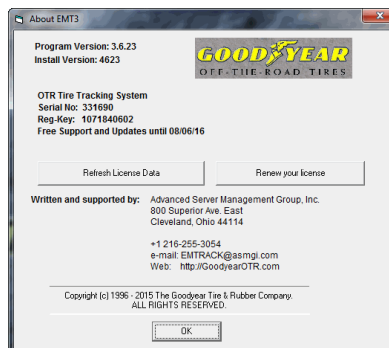 About EMT3
Program Version: 3.6.23
Install Version: 4623
GOODYEAR
OFF-THE-ROAD TIRES
OTR Tire Tracking System
Serial No: 331690
Reg-Key: 1071840602
Free Support and Updates until 08/06/16
Refresh License Data
Renew your license
Written and supported by:
Advanced Server Management Group, Inc.
800 Superior Ave. East
Cleveland, Ohio 44114
+1 216-255-3054
e-mail: EMTRACK@asmgi.com
Web: http://GoodyearOTR.com
Copyright (c) 1996 - 2015 The Goodyear Tire & Rubber Company.
ALL RIGHTS RESERVED.
OK